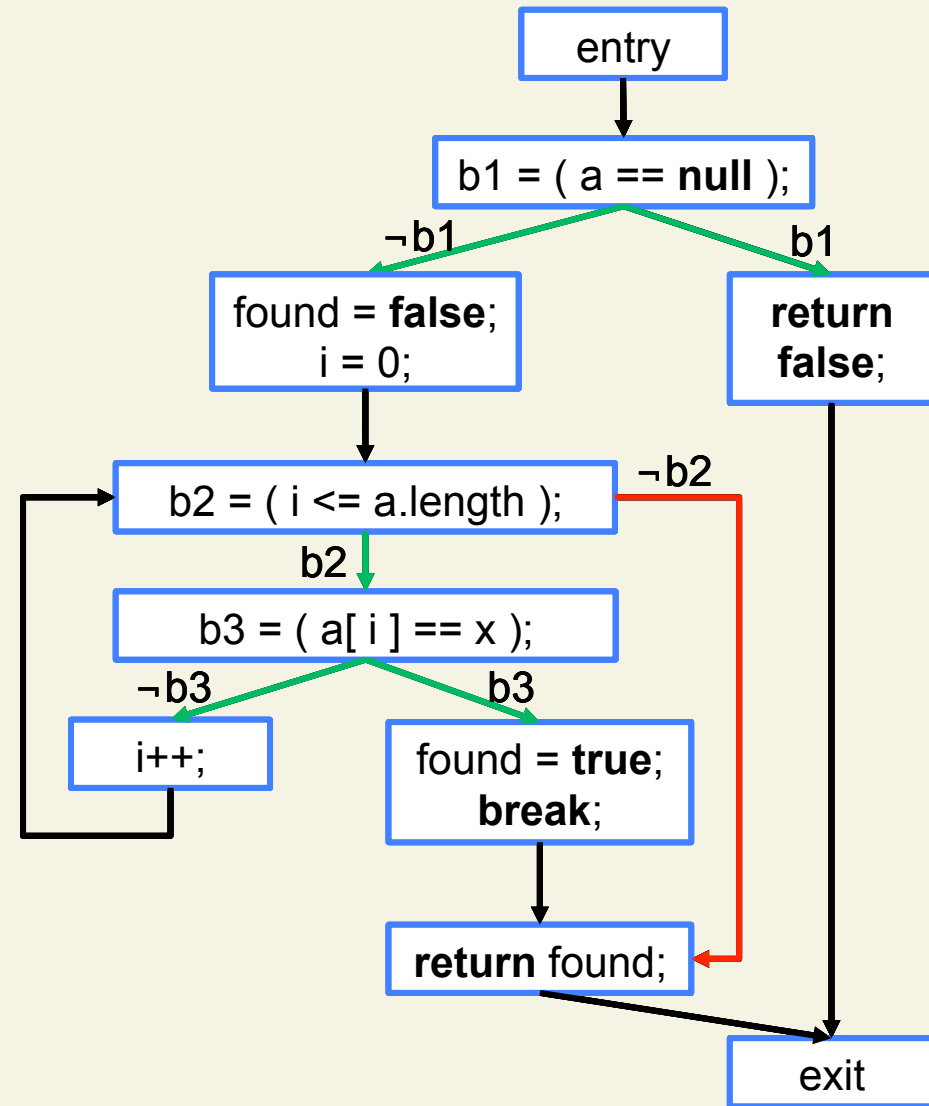 entry
b1 = ( a == null );
¬b1
b1
found = false;
i = 0;
return
false;
b2 = ( i <= a.length );
¬b2
b2
b3 = ( a[ i ] == x );
¬b3
b3
i++;
found = true;
break;
return found;
exit